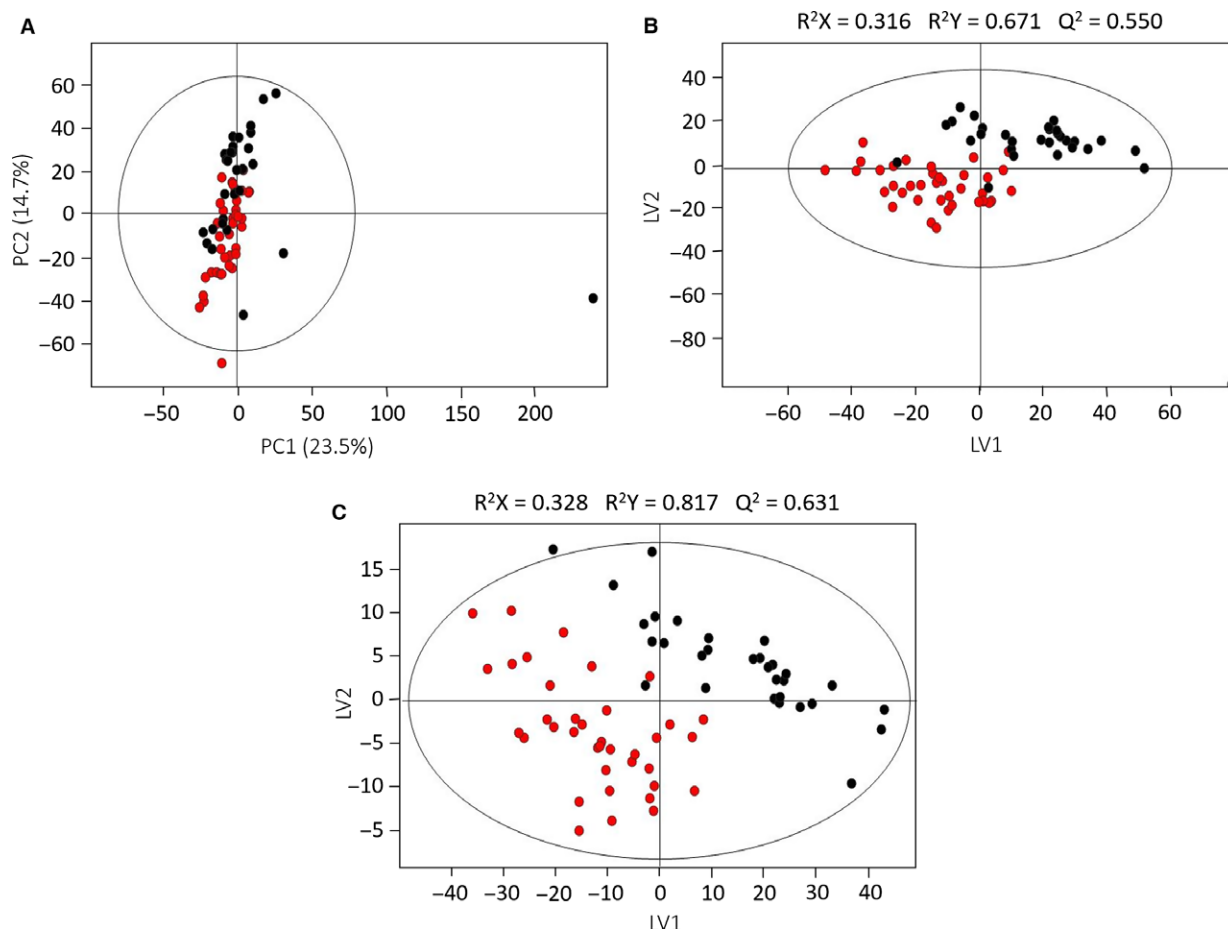 A
60
40
20
0
−20
−40
−60
PC2 (14.7%)
−50 0 50 100 150 200
PC1 (23.5%)
B
R²X = 0.316 R²Y = 0.671 Q² = 0.550
40
20
0
−20
−40
−60
−80
LV2
−60 −40 −20 0 20 40 60
LV1
C
R²X = 0.328 R²Y = 0.817 Q² = 0.631
15
10
5
0
−5
−10
−5
LV2
−40 −30 −20 −10 0 10 20 30 40
LV1